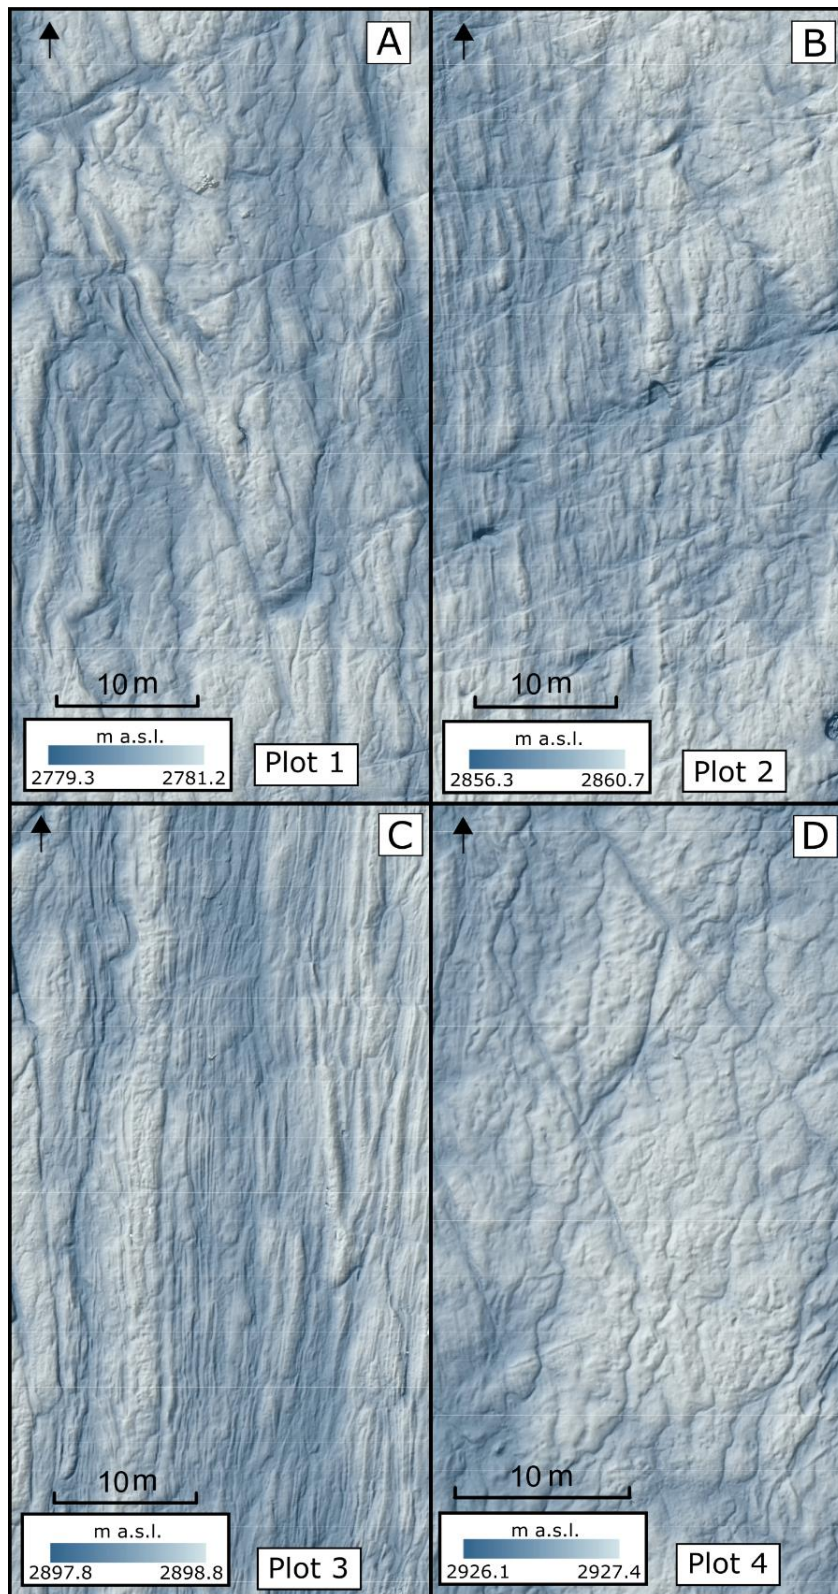 A
10 m
m a.s.l.
2779.3 2781.2
Plot 1
B
10 m
m a.s.l.
2856.3 2860.7
Plot 2
C
10 m
m a.s.l.
2897.8 2898.8
Plot 3
D
10 m
m a.s.l.
2926.1 2927.4
Plot 4